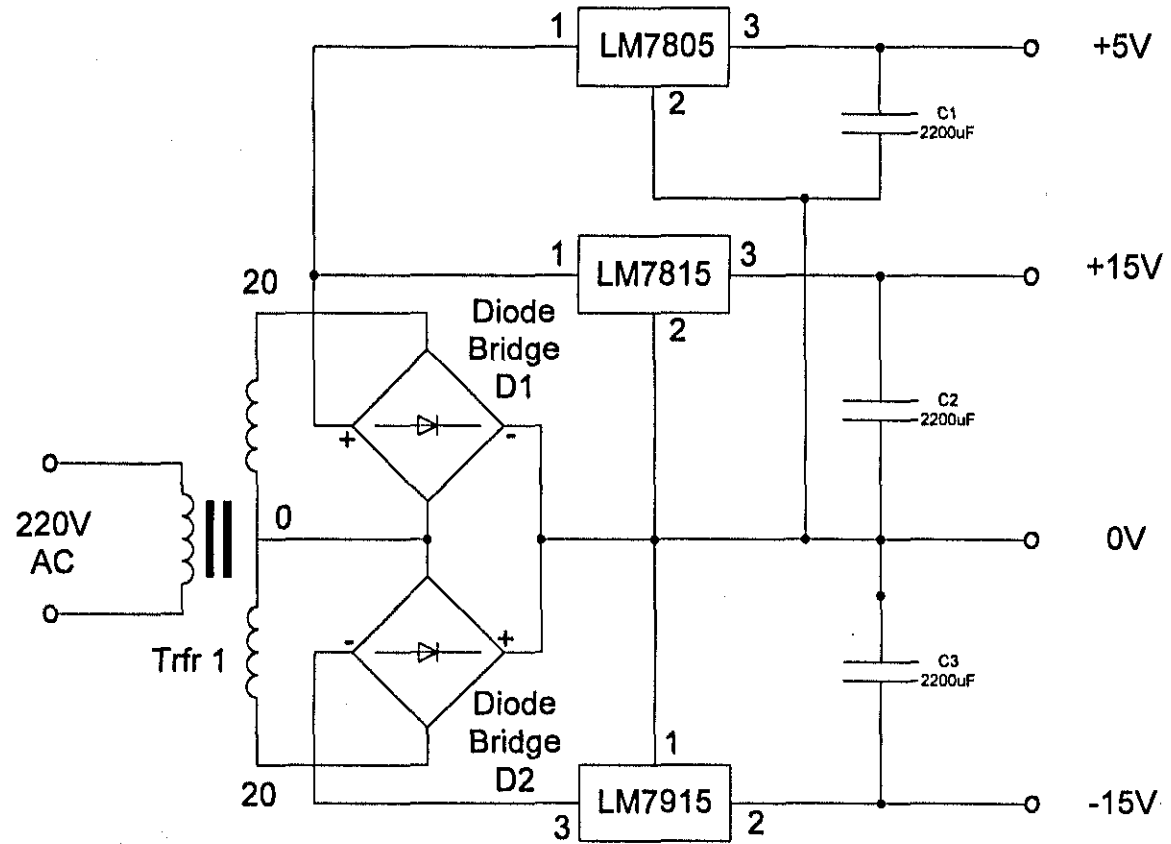 1
LM7805
3
+5V
2
C1
2200uF
1
LM7815
3
+15V
2
20
Diode
Bridge
D1
+
-
C2
2200uF
220V
AC
0
0V
Trfr 1
-
+
C3
2200uF
Diode
Bridge
D2
20
1
LM7915
3
2
-15V